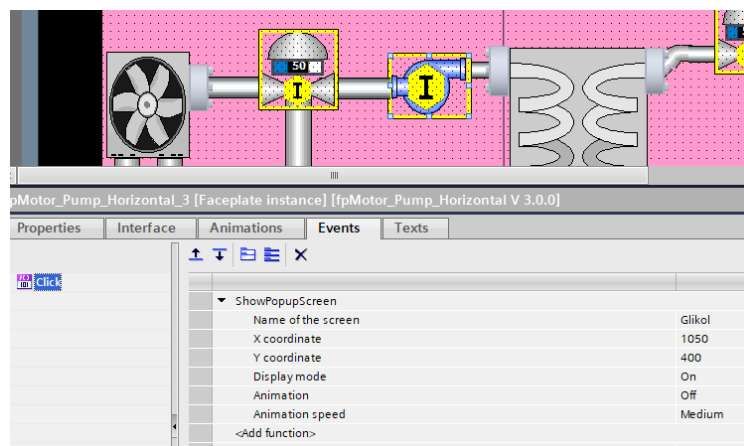 50
I
I
pMotor_Pump_Horizontal_3 [Faceplate instance] [fpMotor_Pump_Horizontal V 3.0.0]
Properties Interface Animations Events Texts
Click
ShowPopupScreen
Name of the screen Glikol
X coordinate 1050
Y coordinate 400
Display mode On
Animation Off
Animation speed Medium
<Add function>